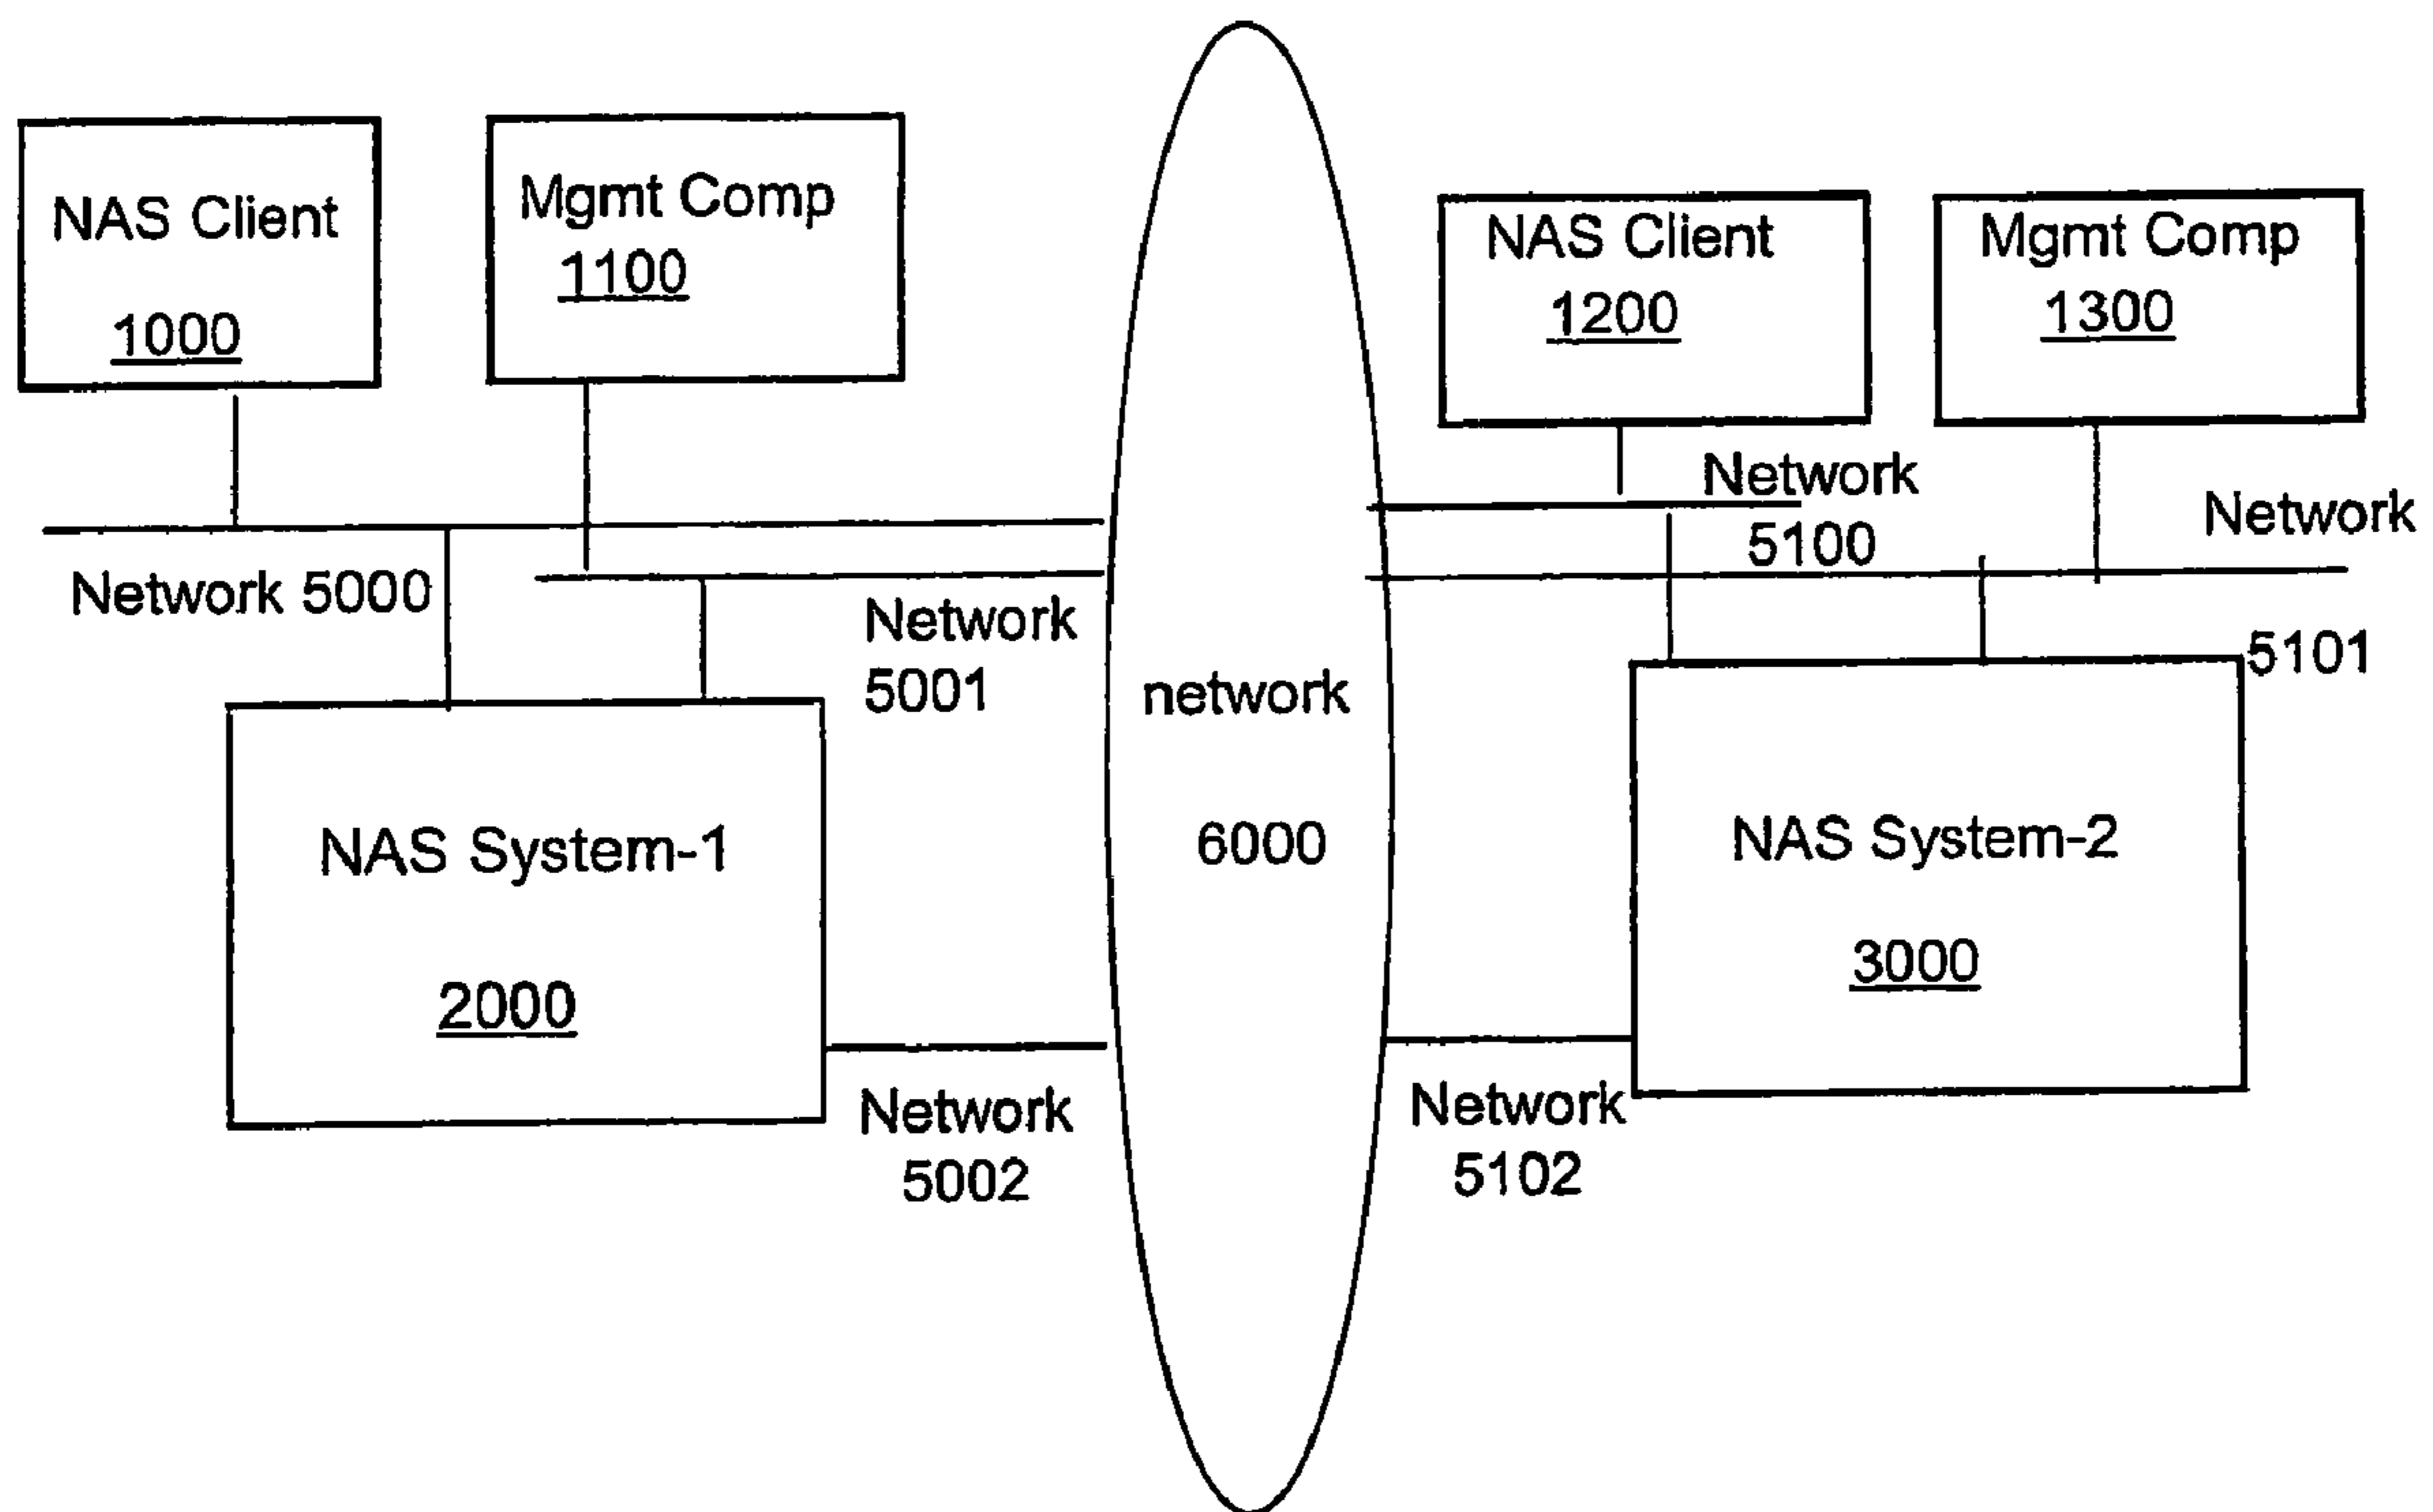 NAS Client
1000
Mgmt Comp
1100
NAS Client
1200
Mgmt Comp
1300
Network 5000
Network
5001
network
6000
Network
5100
Network
5101
NAS System-1
2000
NAS System-2
3000
Network
5002
Network
5102